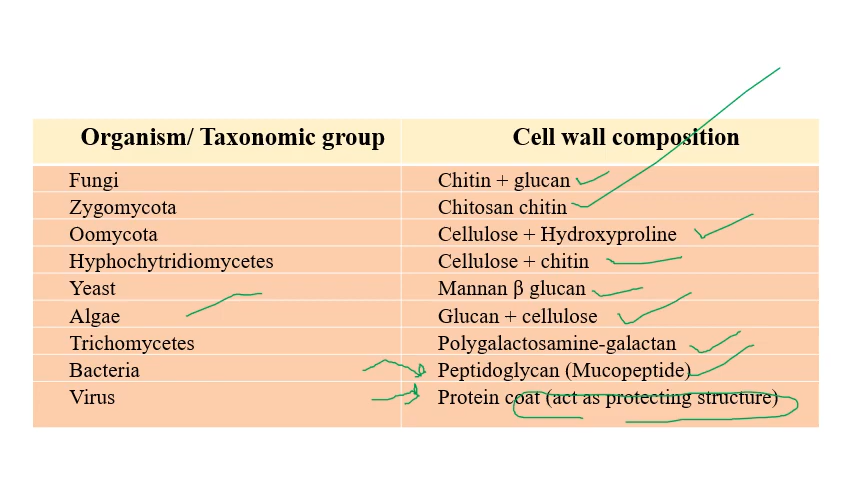 Organism/ Taxonomic group Cell wall composition
Fungi Chitin + glucan
Zygomycota Chitosan chitin
Oomycota Cellulose + Hydroxyproline
Hyphochytridiomycetes Cellulose + chitin
Yeast Mannan β glucan
Algae Glucan + cellulose
Trichomycetes Polygalactosamine-galactan
Bacteria Peptidoglycan (Mucopeptide)
Virus Protein coat (act as protecting structure)